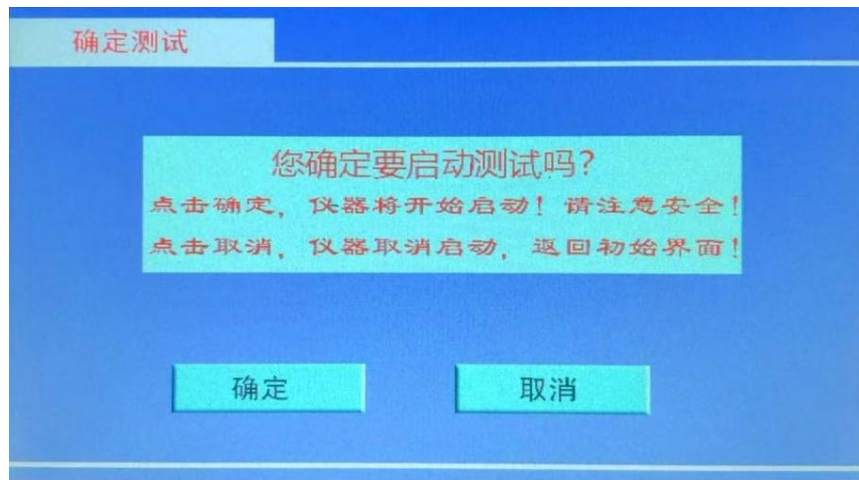 确定测试
您确定要启动测试吗?
点击确定，仪器将开始启动！请注意安全！
点击取消，仪器取消启动，返回初始界面！
确定 取消